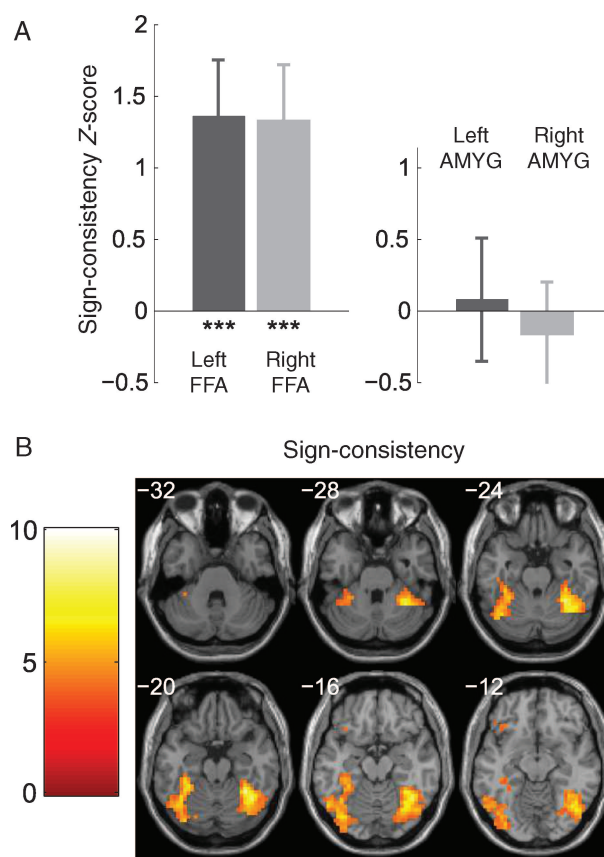 A
Sign-consistency Z-score
2
1.5
1
0.5
0
−0.5
***
***
Left
FFA
Right
FFA
Left
AMYG
Right
AMYG
1
0.5
0
−0.5
B
Sign-consistency
10
5
0
−32
−28
−24
−20
−16
−12